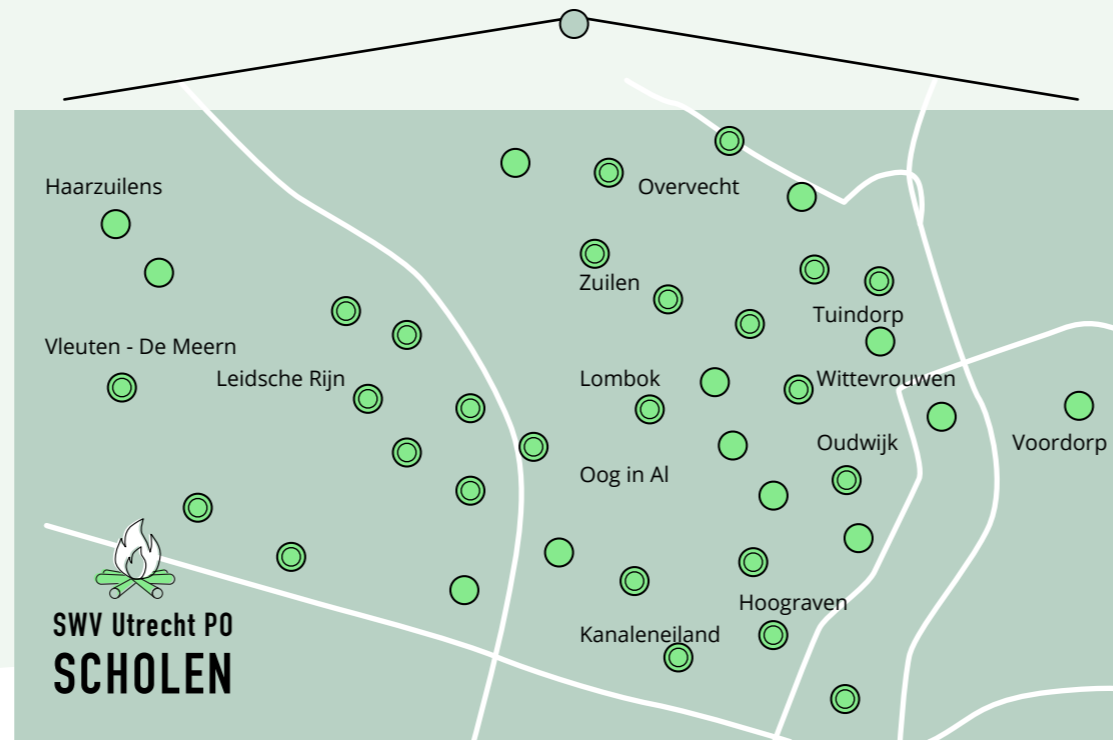 Haarzuilens
Overvecht
Zuilen
Tuindorp
Vleuten - De Meern
Leidsche Rijn
Lombok
Wittevrouwen
Oudwijk
Voordorp
Oog in Al
Hoograven
Kanaleneiland
SWV Utrecht PO
SCHOLEN